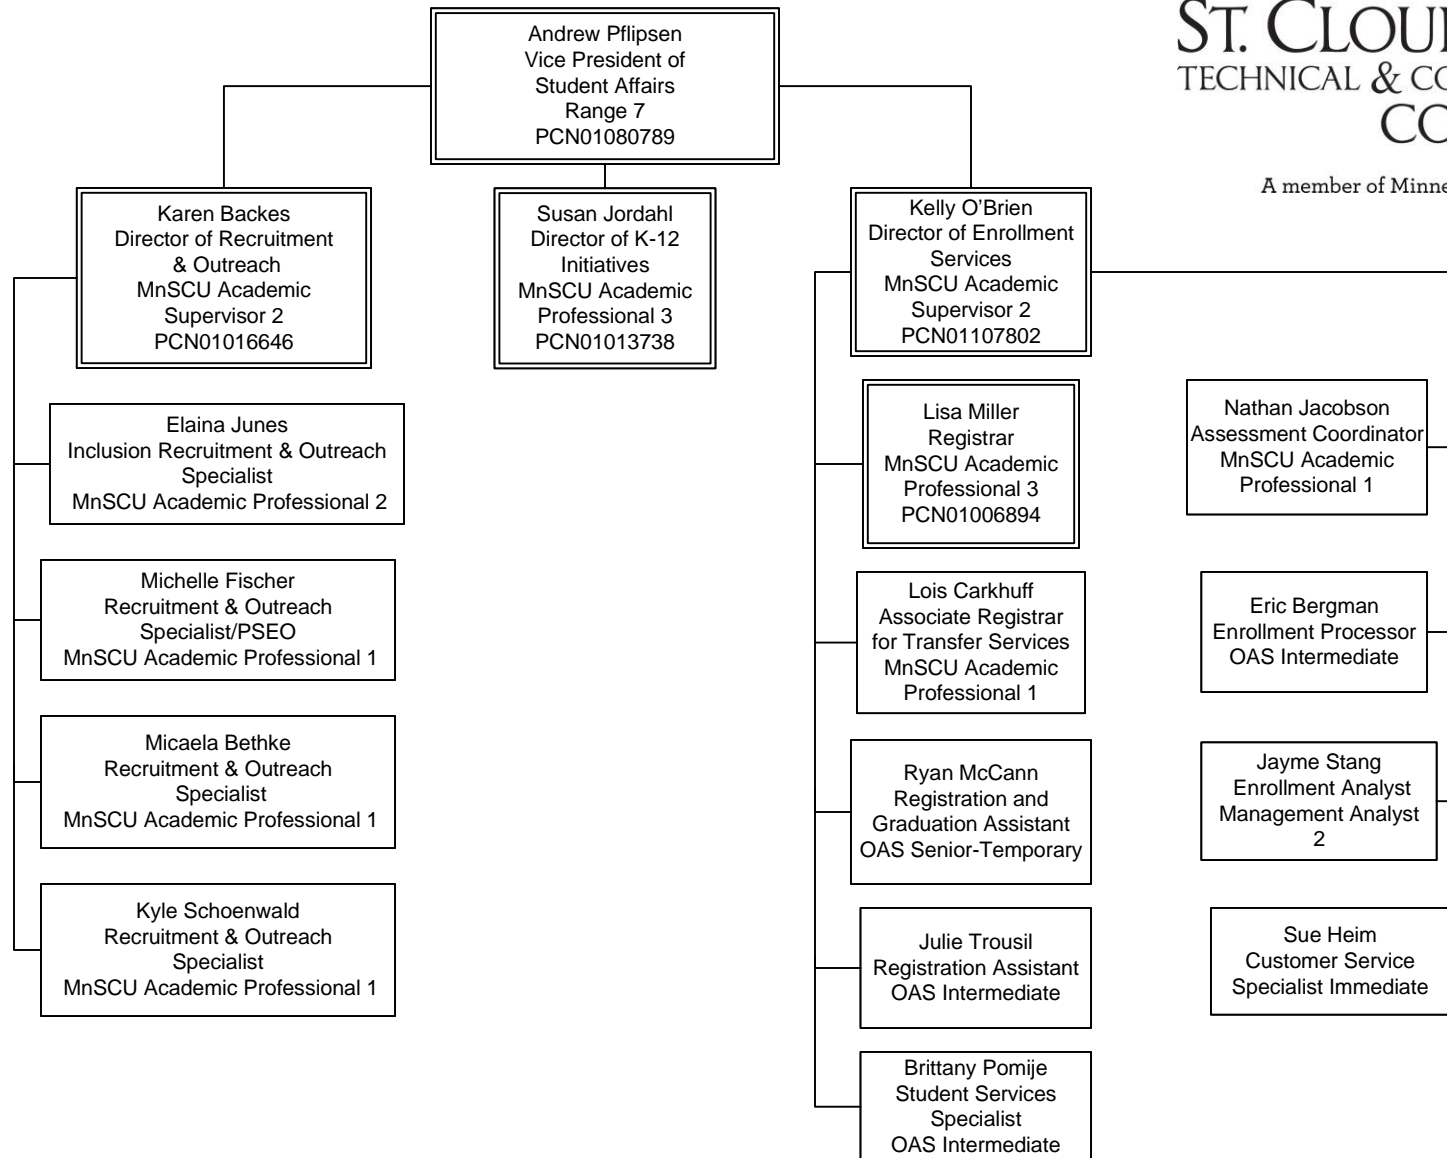 ST. CLOU
TECHNICAL & CO
CO
A member of Minne
Andrew Pflipsen
Vice President of
Student Affairs
Range 7
PCN01080789
Karen Backes
Director of Recruitment
& Outreach
MnSCU Academic
Supervisor 2
PCN01016646
Susan Jordahl
Director of K-12
Initiatives
MnSCU Academic
Professional 3
PCN01013738
Kelly O'Brien
Director of Enrollment
Services
MnSCU Academic
Supervisor 2
PCN01107802
Elaina Junes
Inclusion Recruitment & Outreach
Specialist
MnSCU Academic Professional 2
Michelle Fischer
Recruitment & Outreach
Specialist/PSEO
MnSCU Academic Professional 1
Micaela Bethke
Recruitment & Outreach
Specialist
MnSCU Academic Professional 1
Kyle Schoenwald
Recruitment & Outreach
Specialist
MnSCU Academic Professional 1
Lisa Miller
Registrar
MnSCU Academic
Professional 3
PCN01006894
Lois Carkhuff
Associate Registrar
for Transfer Services
MnSCU Academic
Professional 1
Ryan McCann
Registration and
Graduation Assistant
OAS Senior-Temporary
Julie Trousil
Registration Assistant
OAS Intermediate
Brittany Pomije
Student Services
Specialist
OAS Intermediate
Nathan Jacobson
Assessment Coordinator
MnSCU Academic
Professional 1
Eric Bergman
Enrollment Processor
OAS Intermediate
Jayme Stang
Enrollment Analyst
Management Analyst
2
Sue Heim
Customer Service
Specialist Immediate